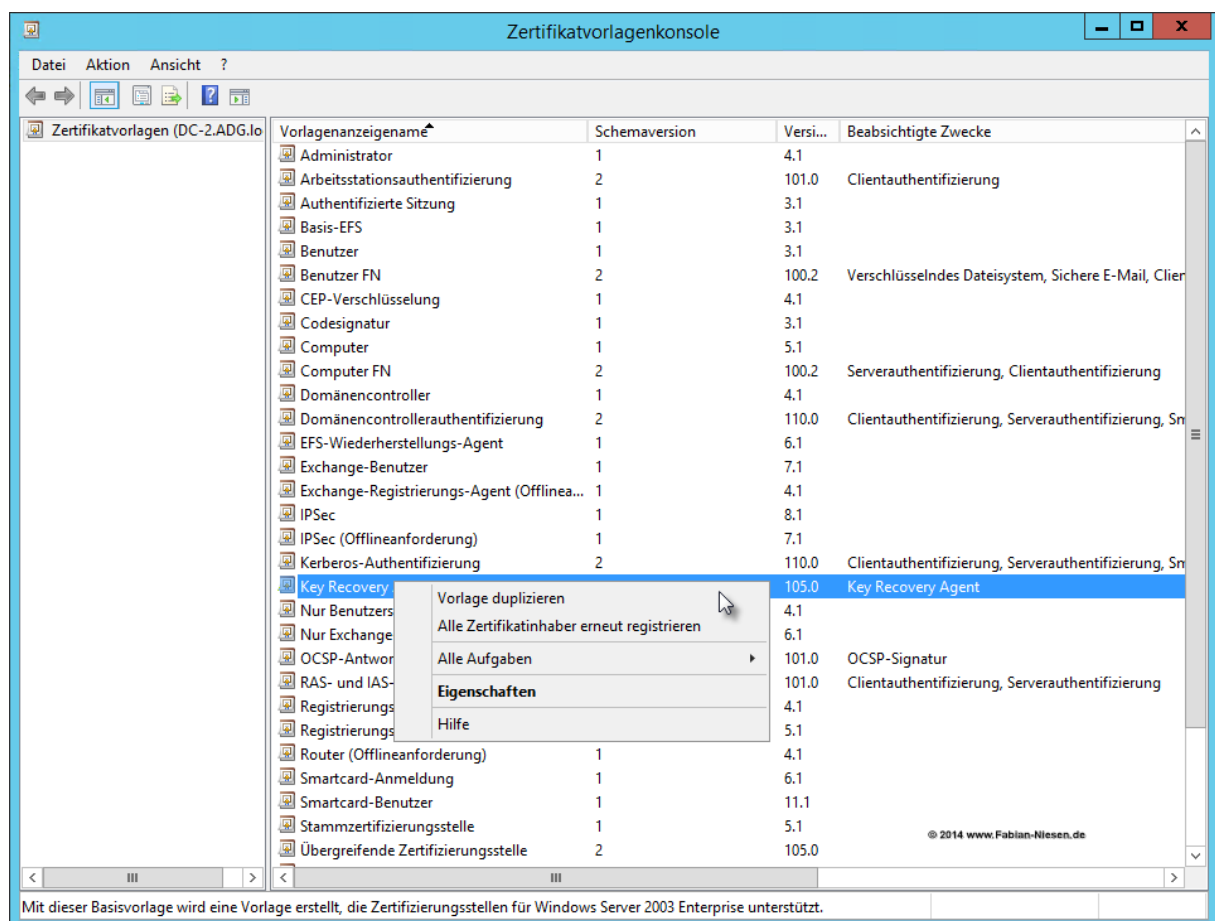 Zertifikatvorlagenkonsole
Datei Aktion Ansicht ?
Zertifikatvorlagen (DC-2.ADG.lo
Vorlagenanzeigename Schemaversion Versi... Beabsichtigte Zwecke
Administrator 1 4.1
Arbeitsstationsauthentifizierung 2 101.0 Clientauthentifizierung
Authentifizierte Sitzung 1 3.1
Basis-EFS 1 3.1
Benutzer 1 3.1
Benutzer FN 2 100.2 Verschlüsselndes Dateisystem, Sichere E-Mail, Clier
CEP-Verschlüsselung 1 4.1
Codesignatur 1 3.1
Computer 1 5.1
Computer FN 2 100.2 Serverauthentifizierung, Clientauthentifizierung
Domänencontroller 1 4.1
Domänencontrollerauthentifizierung 2 110.0 Clientauthentifizierung, Serverauthentifizierung, Sm
EFS-Wiederherstellungs-Agent 1 6.1
Exchange-Benutzer 1 7.1
Exchange-Registrierungs-Agent (Offlinea... 1 4.1
IPSec 1 8.1
IPSec (Offlineanforderung) 1 7.1
Kerberos-Authentifizierung 2 110.0 Clientauthentifizierung, Serverauthentifizierung, Sm
Key Recovery 105.0 Key Recovery Agent
Nur Benutzers 4.1
Nur Exchange 6.1
OCSP-Antwor 101.0 OCSP-Signatur
RAS- und IAS- 101.0 Clientauthentifizierung, Serverauthentifizierung
Registrierungs 4.1
Registrierungs 5.1
Vorlage duplizieren
Alle Zertifikatinhaber erneut registrieren
Alle Aufgaben
Eigenschaften
Hilfe
Router (Offlineanforderung) 1 4.1
Smartcard-Anmeldung 1 6.1
Smartcard-Benutzer 1 11.1
Stammzertifizierungsstelle 1 5.1
Übergreifende Zertifizierungsstelle 2 105.0
© 2014 www.Fabian-Niesen.de
Mit dieser Basisvorlage wird eine Vorlage erstellt, die Zertifizierungsstellen für Windows Server 2003 Enterprise unterstützt.